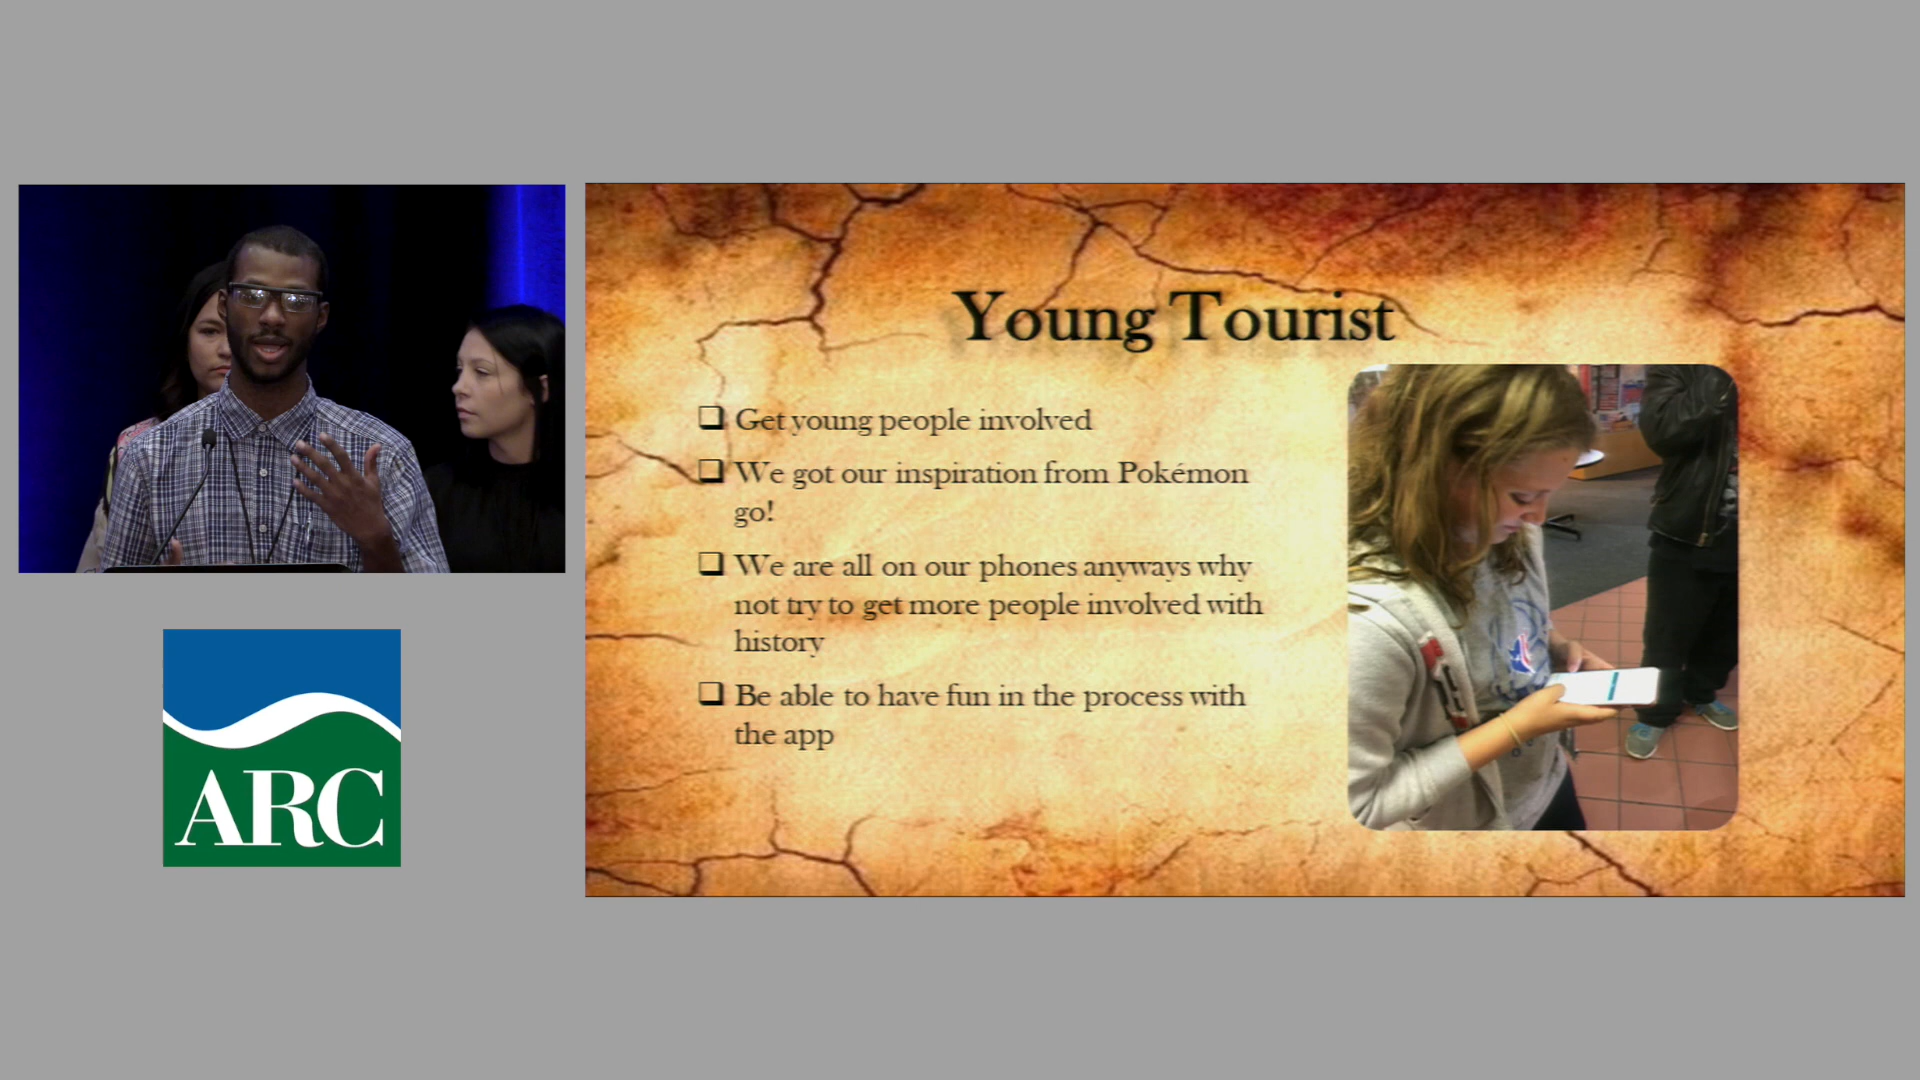 Young Tourist
❑ Get young people involved
❑ We got our inspiration from Pokémon
go!
❑ We are all on our phones anyways why
not try to get more people involved with
history
❑ Be able to have fun in the process with
the app
ARC